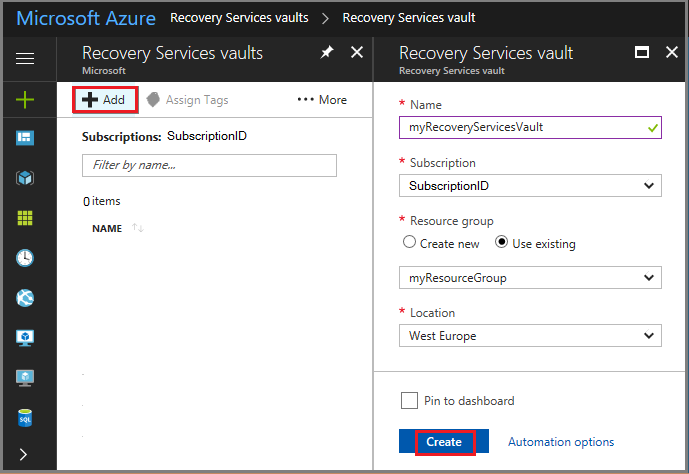 Microsoft Azure Recovery Services vaults > Recovery Services vault
Recovery Services vaults
Microsoft
Add Assign Tags ••• More
Subscriptions: SubscriptionID
Filter by name...
0 items
NAME
Recovery Services vault
Recovery Services vault
* Name
myRecoveryServicesVault
* Subscription
SubscriptionID
* Resource group
Create new Use existing
myResourceGroup
* Location
West Europe
Pin to dashboard
Create Automation options
SQL